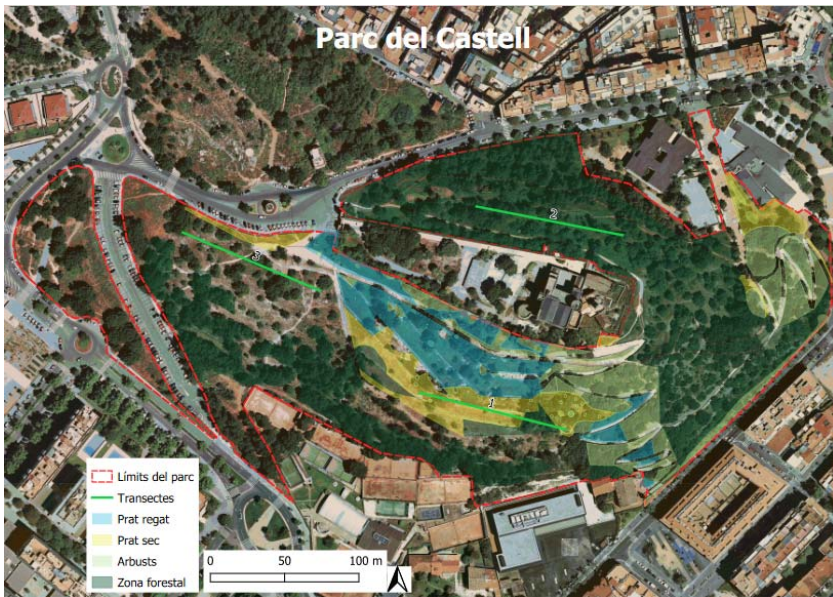 Parc del Castell
2
3
1
Límits del parc
Transectes
Prat regat
Prat sec
Arbusts
Zona forestal
0 50 100 m